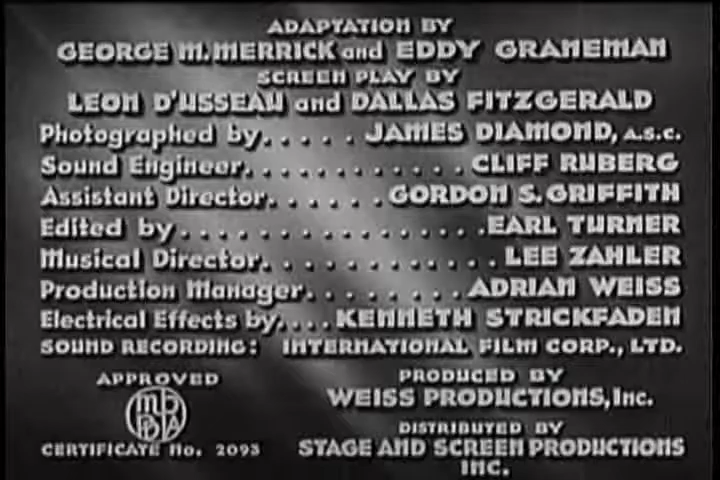 ADAPTATION BY
GEORGE M. MERRICK and EDDY GRANEMAN
SCREEN PLAY BY
LEON D'USSEAU and DALLAS FITZGERALD
Photographed by. . . . . JAMES DIAMOND, A.S.C.
Sound Engineer. . . . . . . . . . . . CLIFF RUBERG
Assistant Director. . . . . . GORDON S. GRIFFITH
Edited by . . . . . . . . . . . . . . . . EARL TURNER
Musical Director. . . . . . . . . . . . LEE ZAHLER
Production Manager. . . . . . . . ADRIAN WEISS
Electrical Effects by. . . . KENNETH STRICKFADEN
SOUND RECORDING: INTERNATIONAL FILM CORP., LTD.
APPROVED
MPPDA
CERTIFICATE No. 2093
PRODUCED BY
WEISS PRODUCTIONS, Inc.
DISTRIBUTED BY
STAGE AND SCREEN PRODUCTIONS
INC.